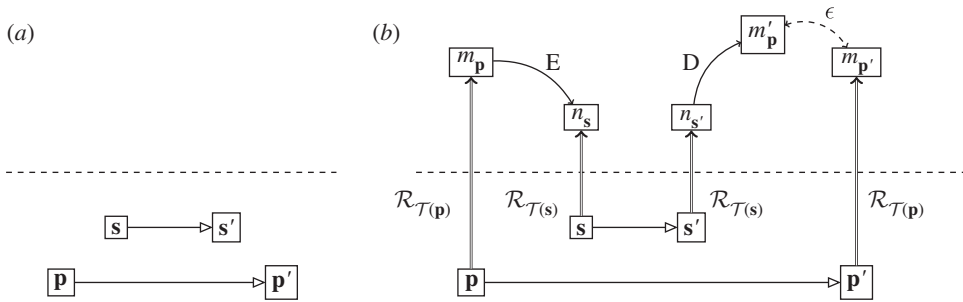 (a)
s s′
p p′
(b)
m′p ϵ
mp E D mp′
ns ns′
RT(p) RT(s) RT(s) RT(p)
s s′
p p′